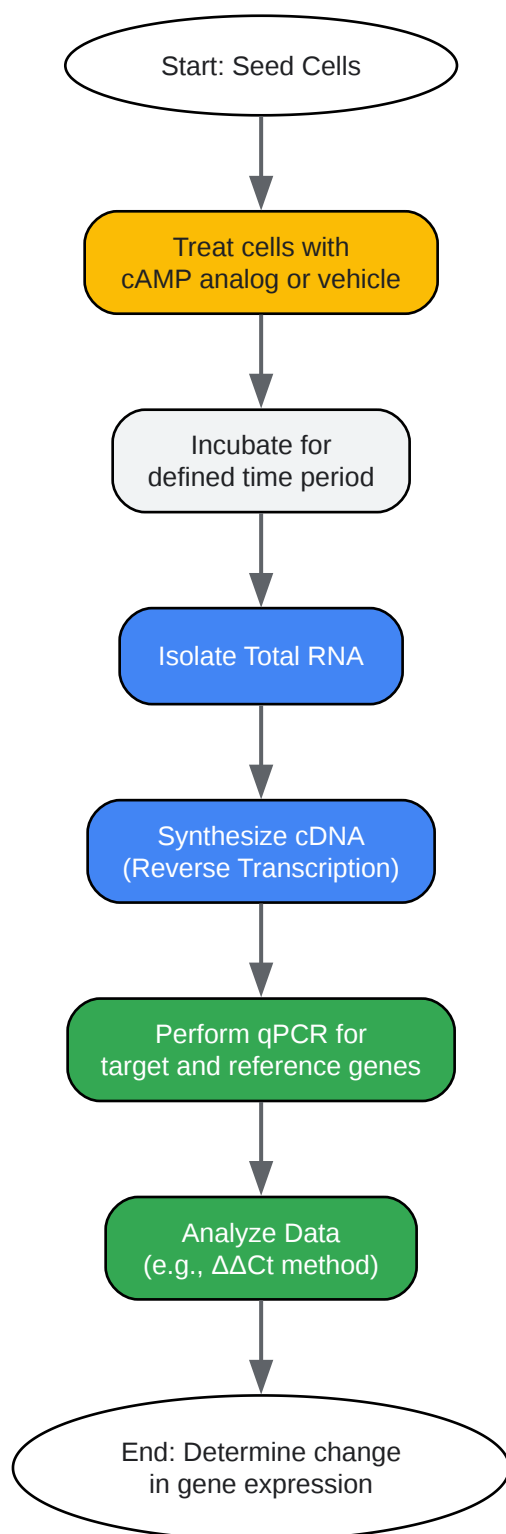 Start: Seed Cells
Treat cells with
cAMP analog or vehicle
Incubate for
defined time period
Isolate Total RNA
Synthesize cDNA
(Reverse Transcription)
Perform qPCR for
target and reference genes
Analyze Data
(e.g., ΔΔCt method)
End: Determine change
in gene expression